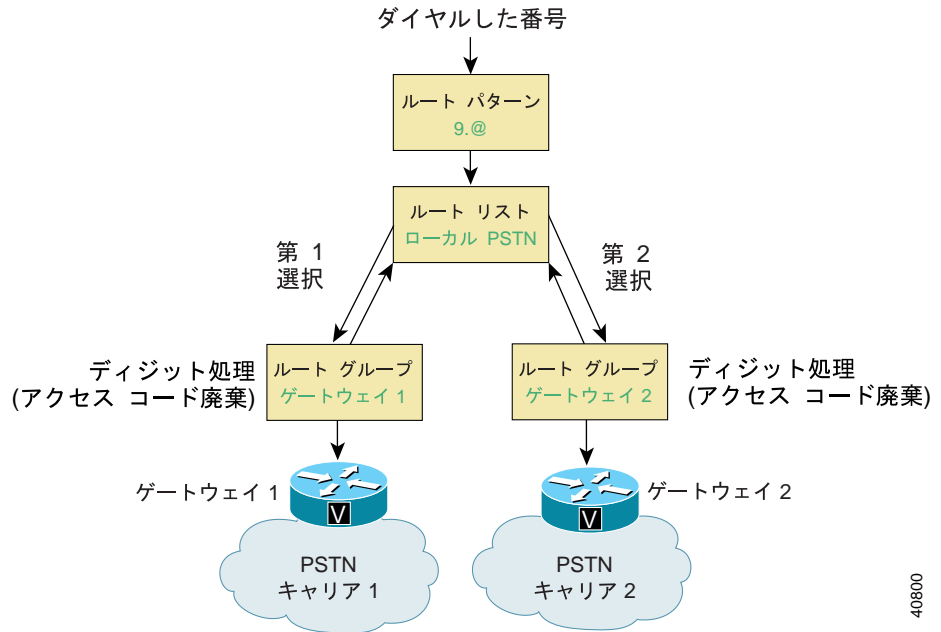 ダイヤルした番号
ルート パターン
9.@
ルート リスト
ローカル PSTN
第 1
選択
第 2
選択
ディジット処理
(アクセス コード廃棄)
ルート グループ
ゲートウェイ 1
ルート グループ
ゲートウェイ 2
ディジット処理
(アクセス コード廃棄)
ゲートウェイ 1
V
V
ゲートウェイ 2
PSTN
キャリア 1
PSTN
キャリア 2
40800